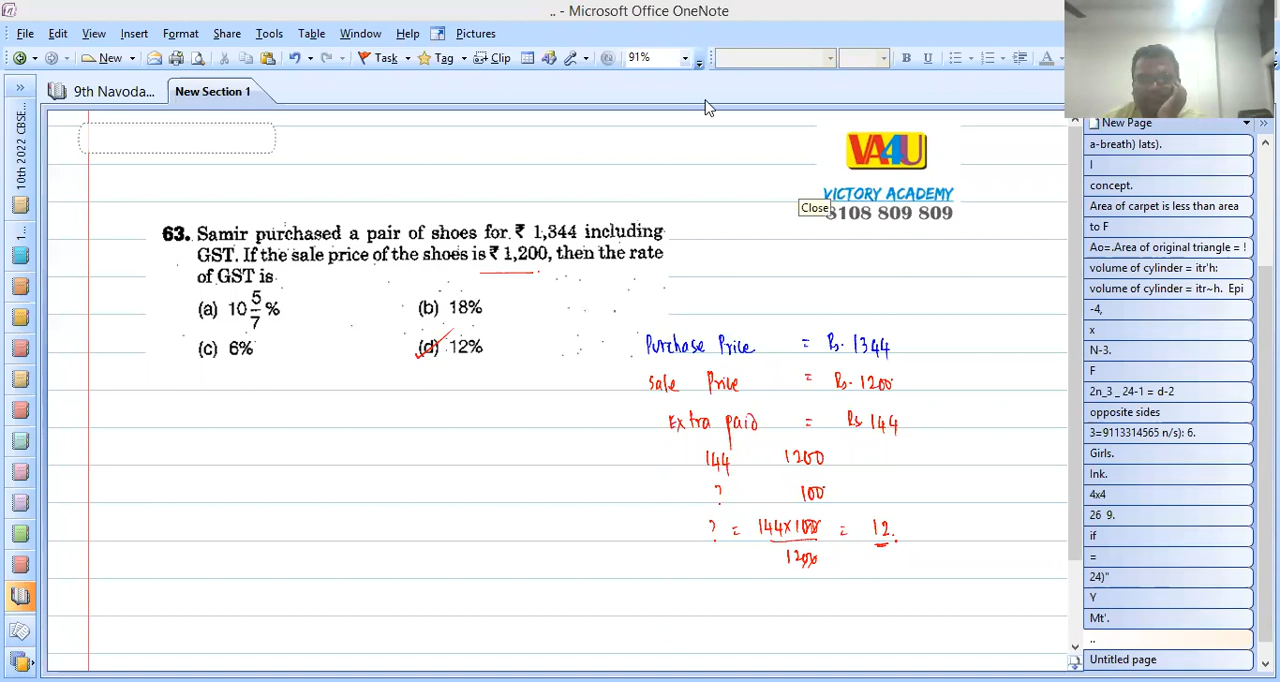 .. - Microsoft Office OneNote
File Edit View Insert Format Share Tools Table Window Help Pictures
New Task Tag Clip 91% B U A
9th Navoda... New Section 1
10th 2022 CBSE..
1..
VA4U
VICTORY ACADEMY
8108 809 809
Close
63. Samir purchased a pair of shoes for ₹ 1,344 including
GST. If the sale price of the shoes is ₹ 1,200, then the rate
of GST is
(a) 10 5/7 % (b) 18%
(c) 6% (d) 12%
Purchase Price = Rs. 1344
Sale Price = Rs. 1200
Extra paid = Rs 144
144 1200
? 100
? = 144x100 = 12.
1200
New Page
a-breath) lats).
I
concept.
Area of carpet is less than area
to F
Ao=.Area of original triangle = !
volume of cylinder = itr'h:
volume of cylinder = itr~h. Epi
-4,
x
N-3.
F
2n_3 _ 24-1 = d-2
opposite sides
3=9113314565 n/s): 6.
Girls.
Ink.
4x4
26 9.
if
=
24)"
Y
Mt'.
..
Untitled page